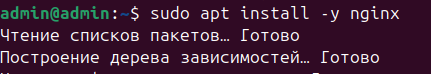 admin@admin:~$ sudo apt install -y nginx
Чтение списков пакетов… Готово
Построение дерева зависимостей… Готово